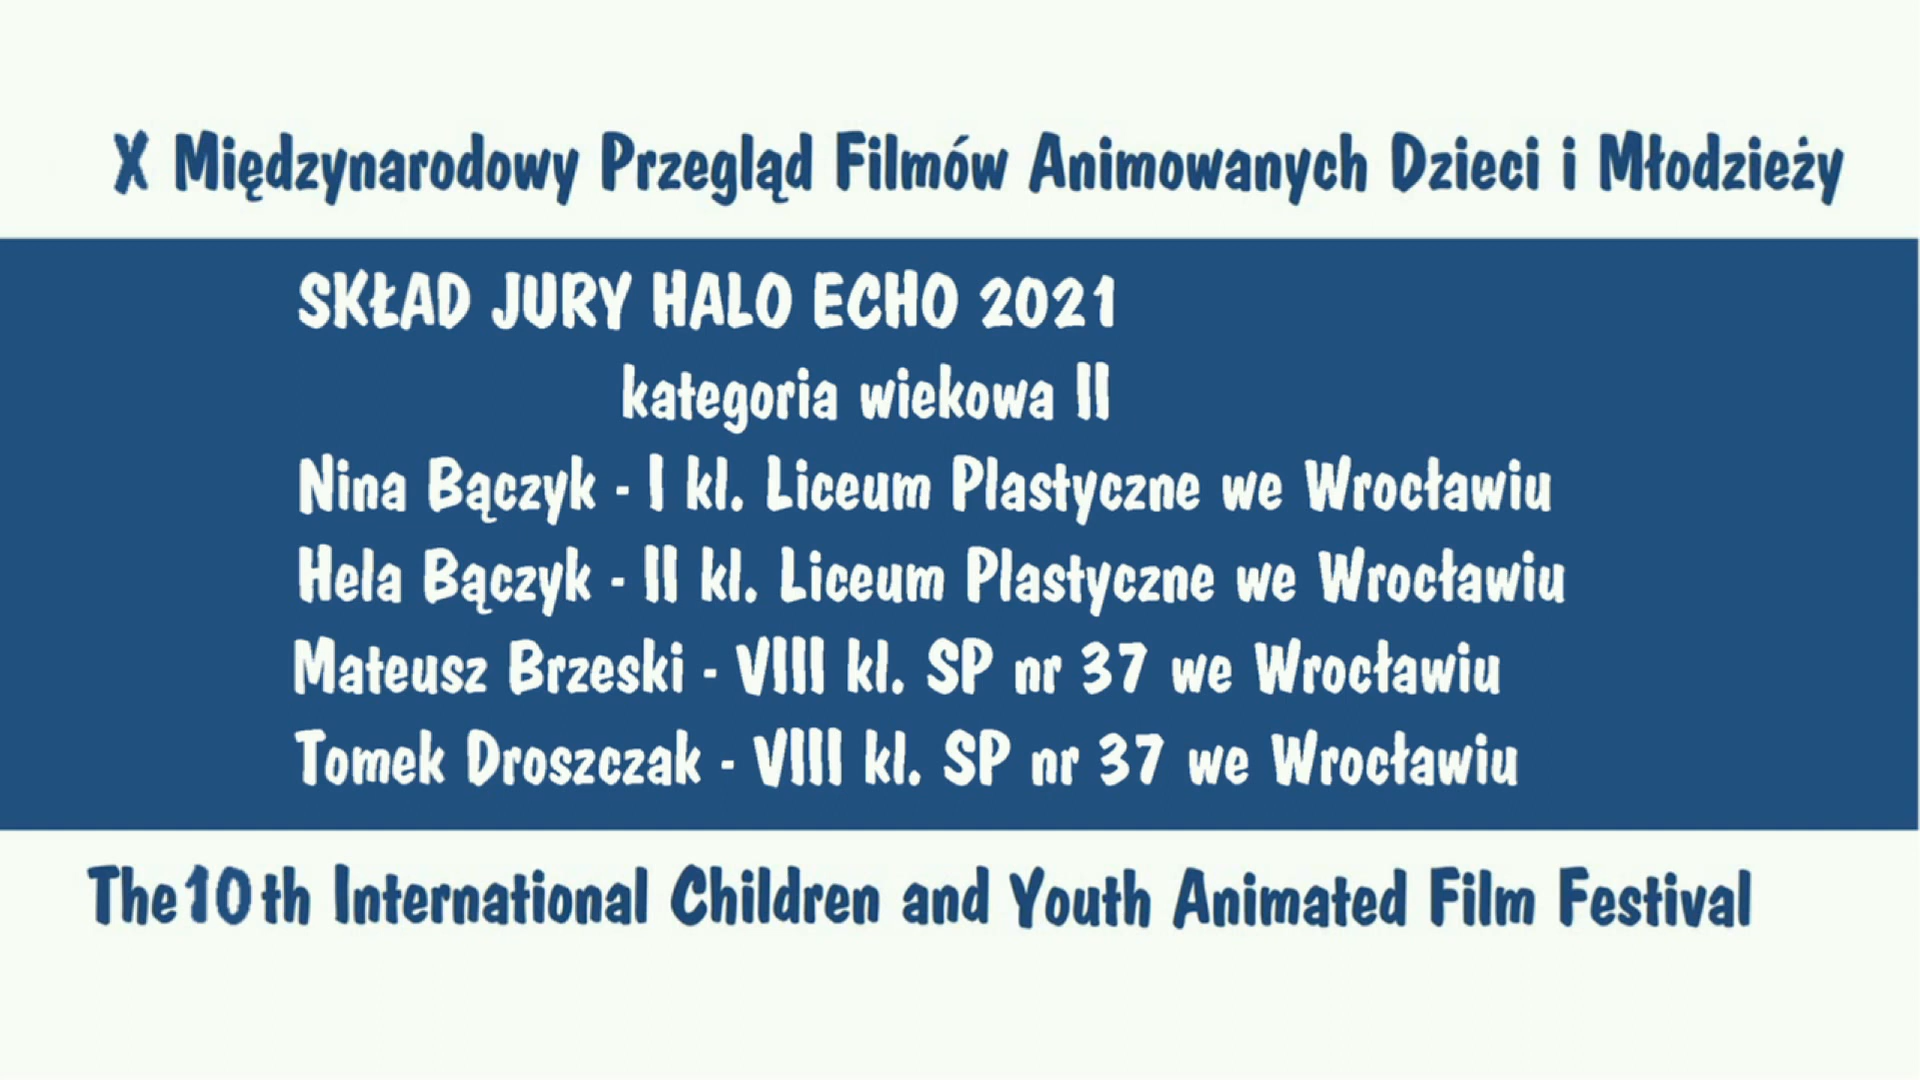 X Międzynarodowy Przegląd Filmów Animowanych Dzieci i Młodzieży
SKŁAD JURY HALO ECHO 2021
kategoria wiekowa II
Nina Bączyk - I kl. Liceum Plastyczne we Wrocławiu
Hela Bączyk - II kl. Liceum Plastyczne we Wrocławiu
Mateusz Brzeski - VIII kl. SP nr 37 we Wrocławiu
Tomek Droszczak - VIII kl. SP nr 37 we Wrocławiu
The 10 th International Children and Youth Animated Film Festival